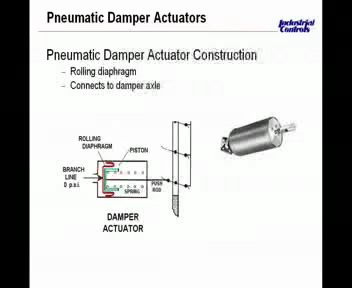 Pneumatic Damper Actuators
Industrial
Controls
Pneumatic Damper Actuator Construction
– Rolling diaphragm
– Connects to damper axle
ROLLING
DIAPHRAGM
PISTON
BRANCH
LINE
0 p.s.i.
SPRING
PUSH
ROD
DAMPER
ACTUATOR